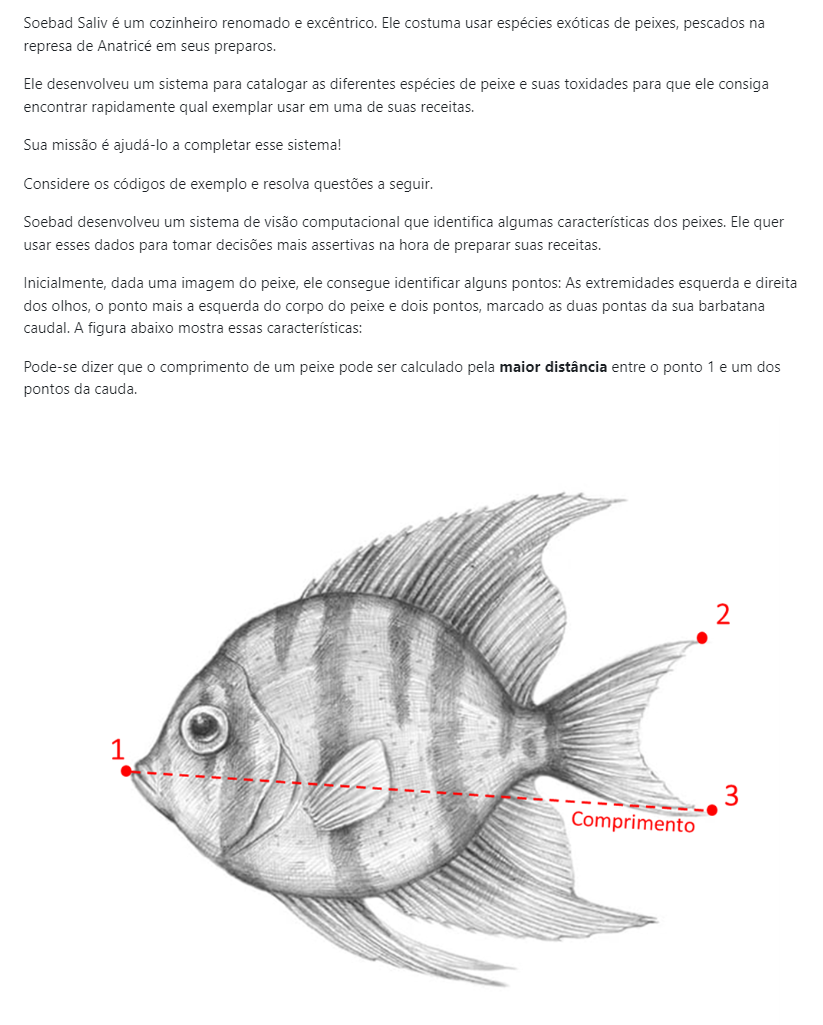 Soebad Saliv é um cozinheiro renomado e excêntrico. Ele costuma usar espécies exóticas de peixes, pescados na
represa de Anatricé em seus preparos.
Ele desenvolveu um sistema para catalogar as diferentes espécies de peixe e suas toxidades para que ele consiga
encontrar rapidamente qual exemplar usar em uma de suas receitas.
Sua missão é ajudá-lo a completar esse sistema!
Considere os códigos de exemplo e resolva questões a seguir.
Soebad desenvolveu um sistema de visão computacional que identifica algumas características dos peixes. Ele quer
usar esses dados para tomar decisões mais assertivas na hora de preparar suas receitas.
Inicialmente, dada uma imagem do peixe, ele consegue identificar alguns pontos: As extremidades esquerda e direita
dos olhos, o ponto mais a esquerda do corpo do peixe e dois pontos, marcado as duas pontas da sua barbatana
caudal. A figura abaixo mostra essas características:
Pode-se dizer que o comprimento de um peixe pode ser calculado pela maior distância entre o ponto 1 e um dos
pontos da cauda.
2
1
3
Comprimento